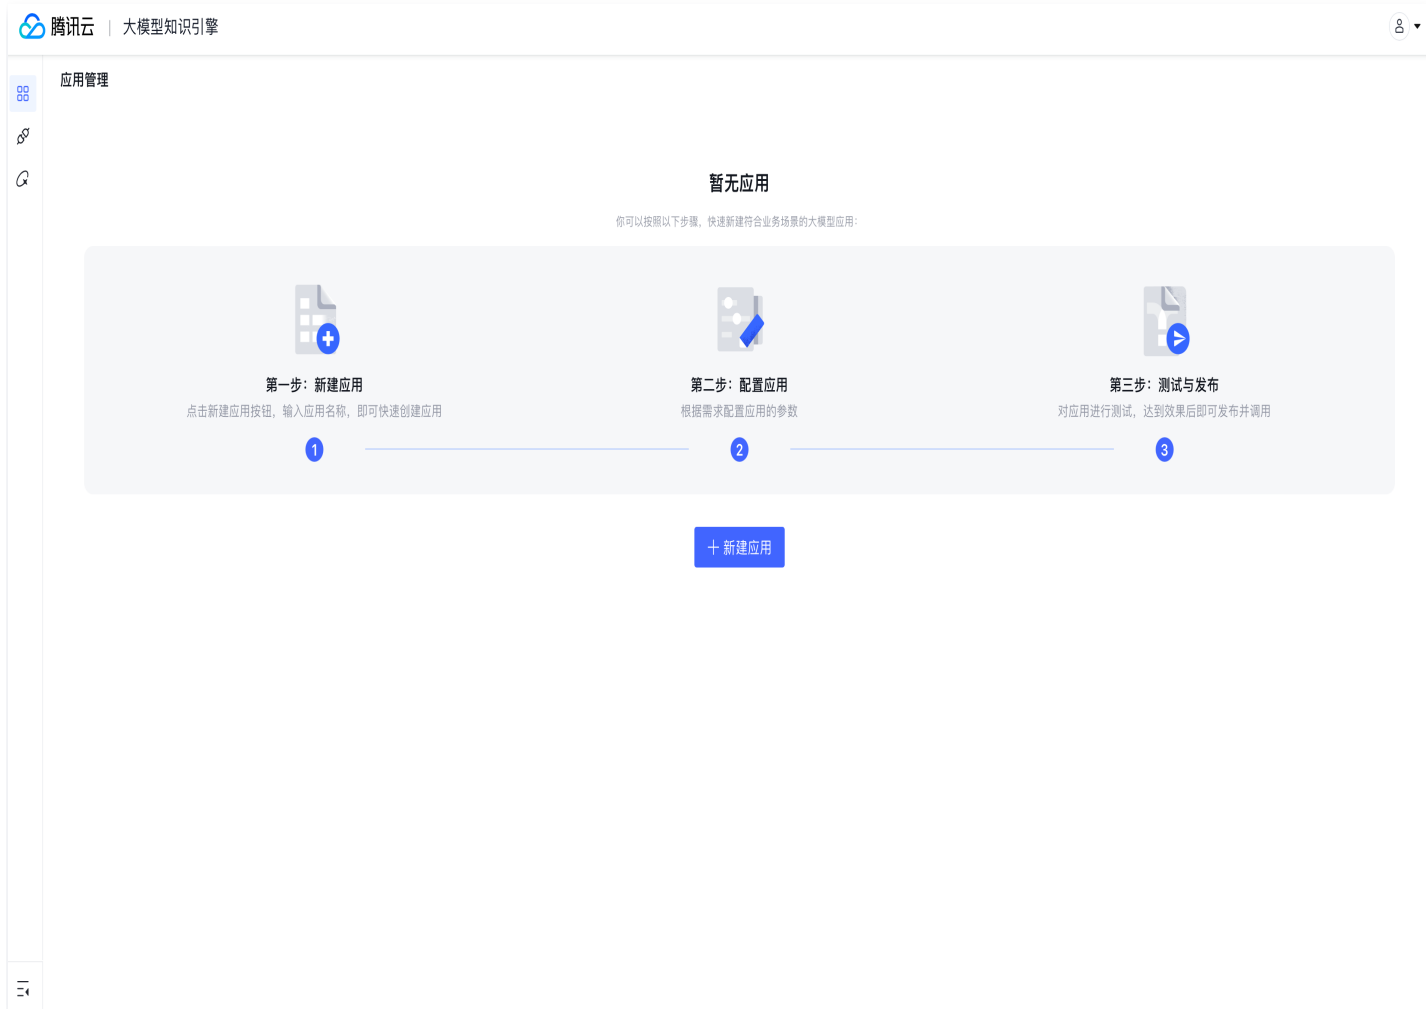 腾讯云 | 大模型知识引擎
应用管理
暂无应用
你可以按照以下步骤，快速新建符合业务场景的大模型应用：
第一步：新建应用
点击新建应用按钮，输入应用名称，即可快速创建应用
1
第二步：配置应用
根据需求配置应用的参数
2
第三步：测试与发布
对应用进行测试，达到效果后即可发布并调用
3
新建应用